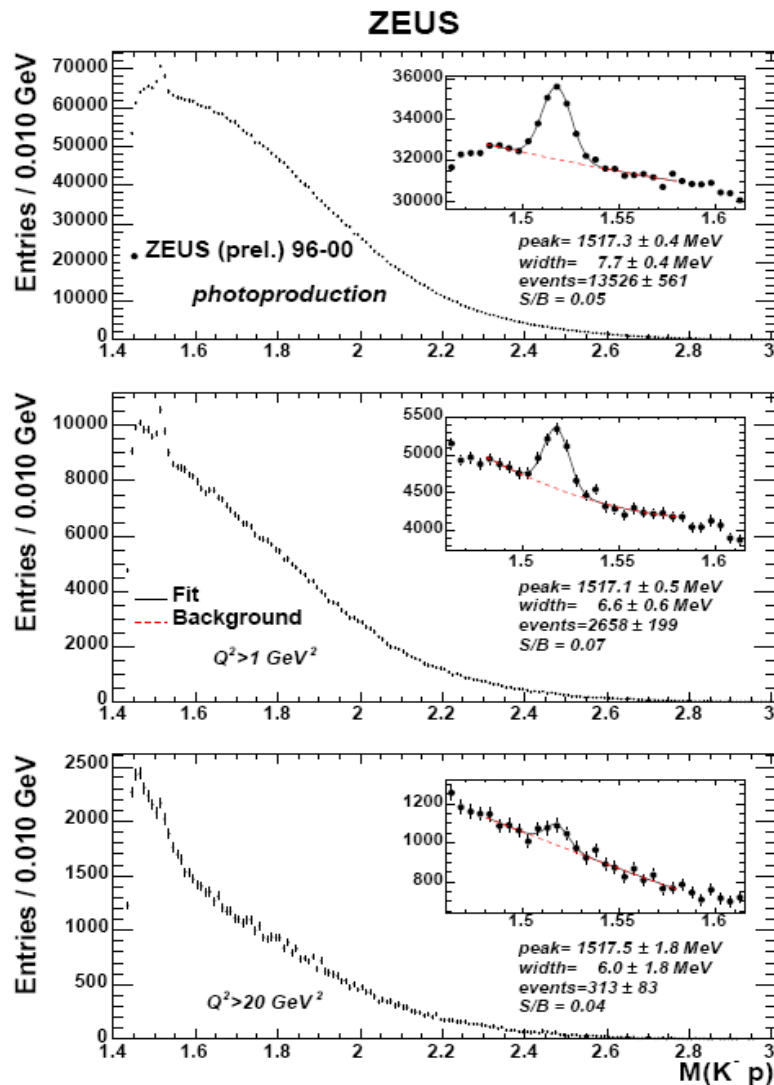 ZEUS
Entries / 0.010 GeV
70000
60000
50000
40000
30000
20000
10000
0
1.4 1.6 1.8 2 2.2 2.4 2.6 2.8 3
ZEUS (prel.) 96-00
photoproduction
36000
34000
32000
30000
1.5 1.55 1.6
peak= 1517.3 ± 0.4 MeV
width= 7.7 ± 0.4 MeV
events=13526 ± 561
S/B = 0.05
Entries / 0.010 GeV
10000
8000
6000
4000
2000
0
1.4 1.6 1.8 2 2.2 2.4 2.6 2.8 3
Fit
Background
Q²>1 GeV²
5500
5000
4500
4000
1.5 1.55 1.6
peak= 1517.1 ± 0.5 MeV
width= 6.6 ± 0.6 MeV
events=2658 ± 199
S/B = 0.07
Entries / 0.010 GeV
2500
2000
1500
1000
500
0
1.4 1.6 1.8 2 2.2 2.4 2.6 2.8 3
Q²>20 GeV²
1200
1000
800
1.5 1.55 1.6
peak= 1517.5 ± 1.8 MeV
width= 6.0 ± 1.8 MeV
events=313 ± 83
S/B = 0.04
M(K⁻ p)